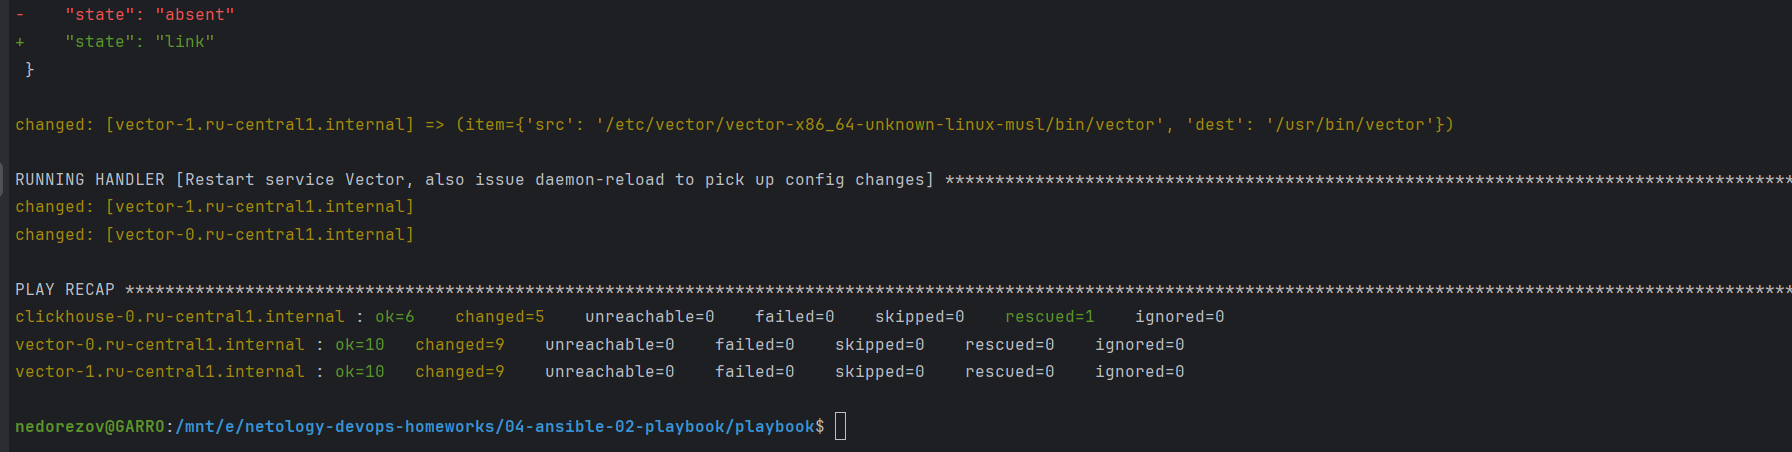 -    "state": "absent"
+    "state": "link"
 }
changed: [vector-1.ru-central1.internal] => (item={'src': '/etc/vector/vector-x86_64-unknown-linux-musl/bin/vector', 'dest': '/usr/bin/vector'})
RUNNING HANDLER [Restart service Vector, also issue daemon-reload to pick up config changes] *************************************************************************************
changed: [vector-1.ru-central1.internal]
changed: [vector-0.ru-central1.internal]
PLAY RECAP ***********************************************************************************************************************************************************************
clickhouse-0.ru-central1.internal : ok=6    changed=5    unreachable=0    failed=0    skipped=0    rescued=1    ignored=0
vector-0.ru-central1.internal : ok=10   changed=9    unreachable=0    failed=0    skipped=0    rescued=0    ignored=0
vector-1.ru-central1.internal : ok=10   changed=9    unreachable=0    failed=0    skipped=0    rescued=0    ignored=0
nedorezov@GARRO:/mnt/e/netology-devops-homeworks/04-ansible-02-playbook/playbook$